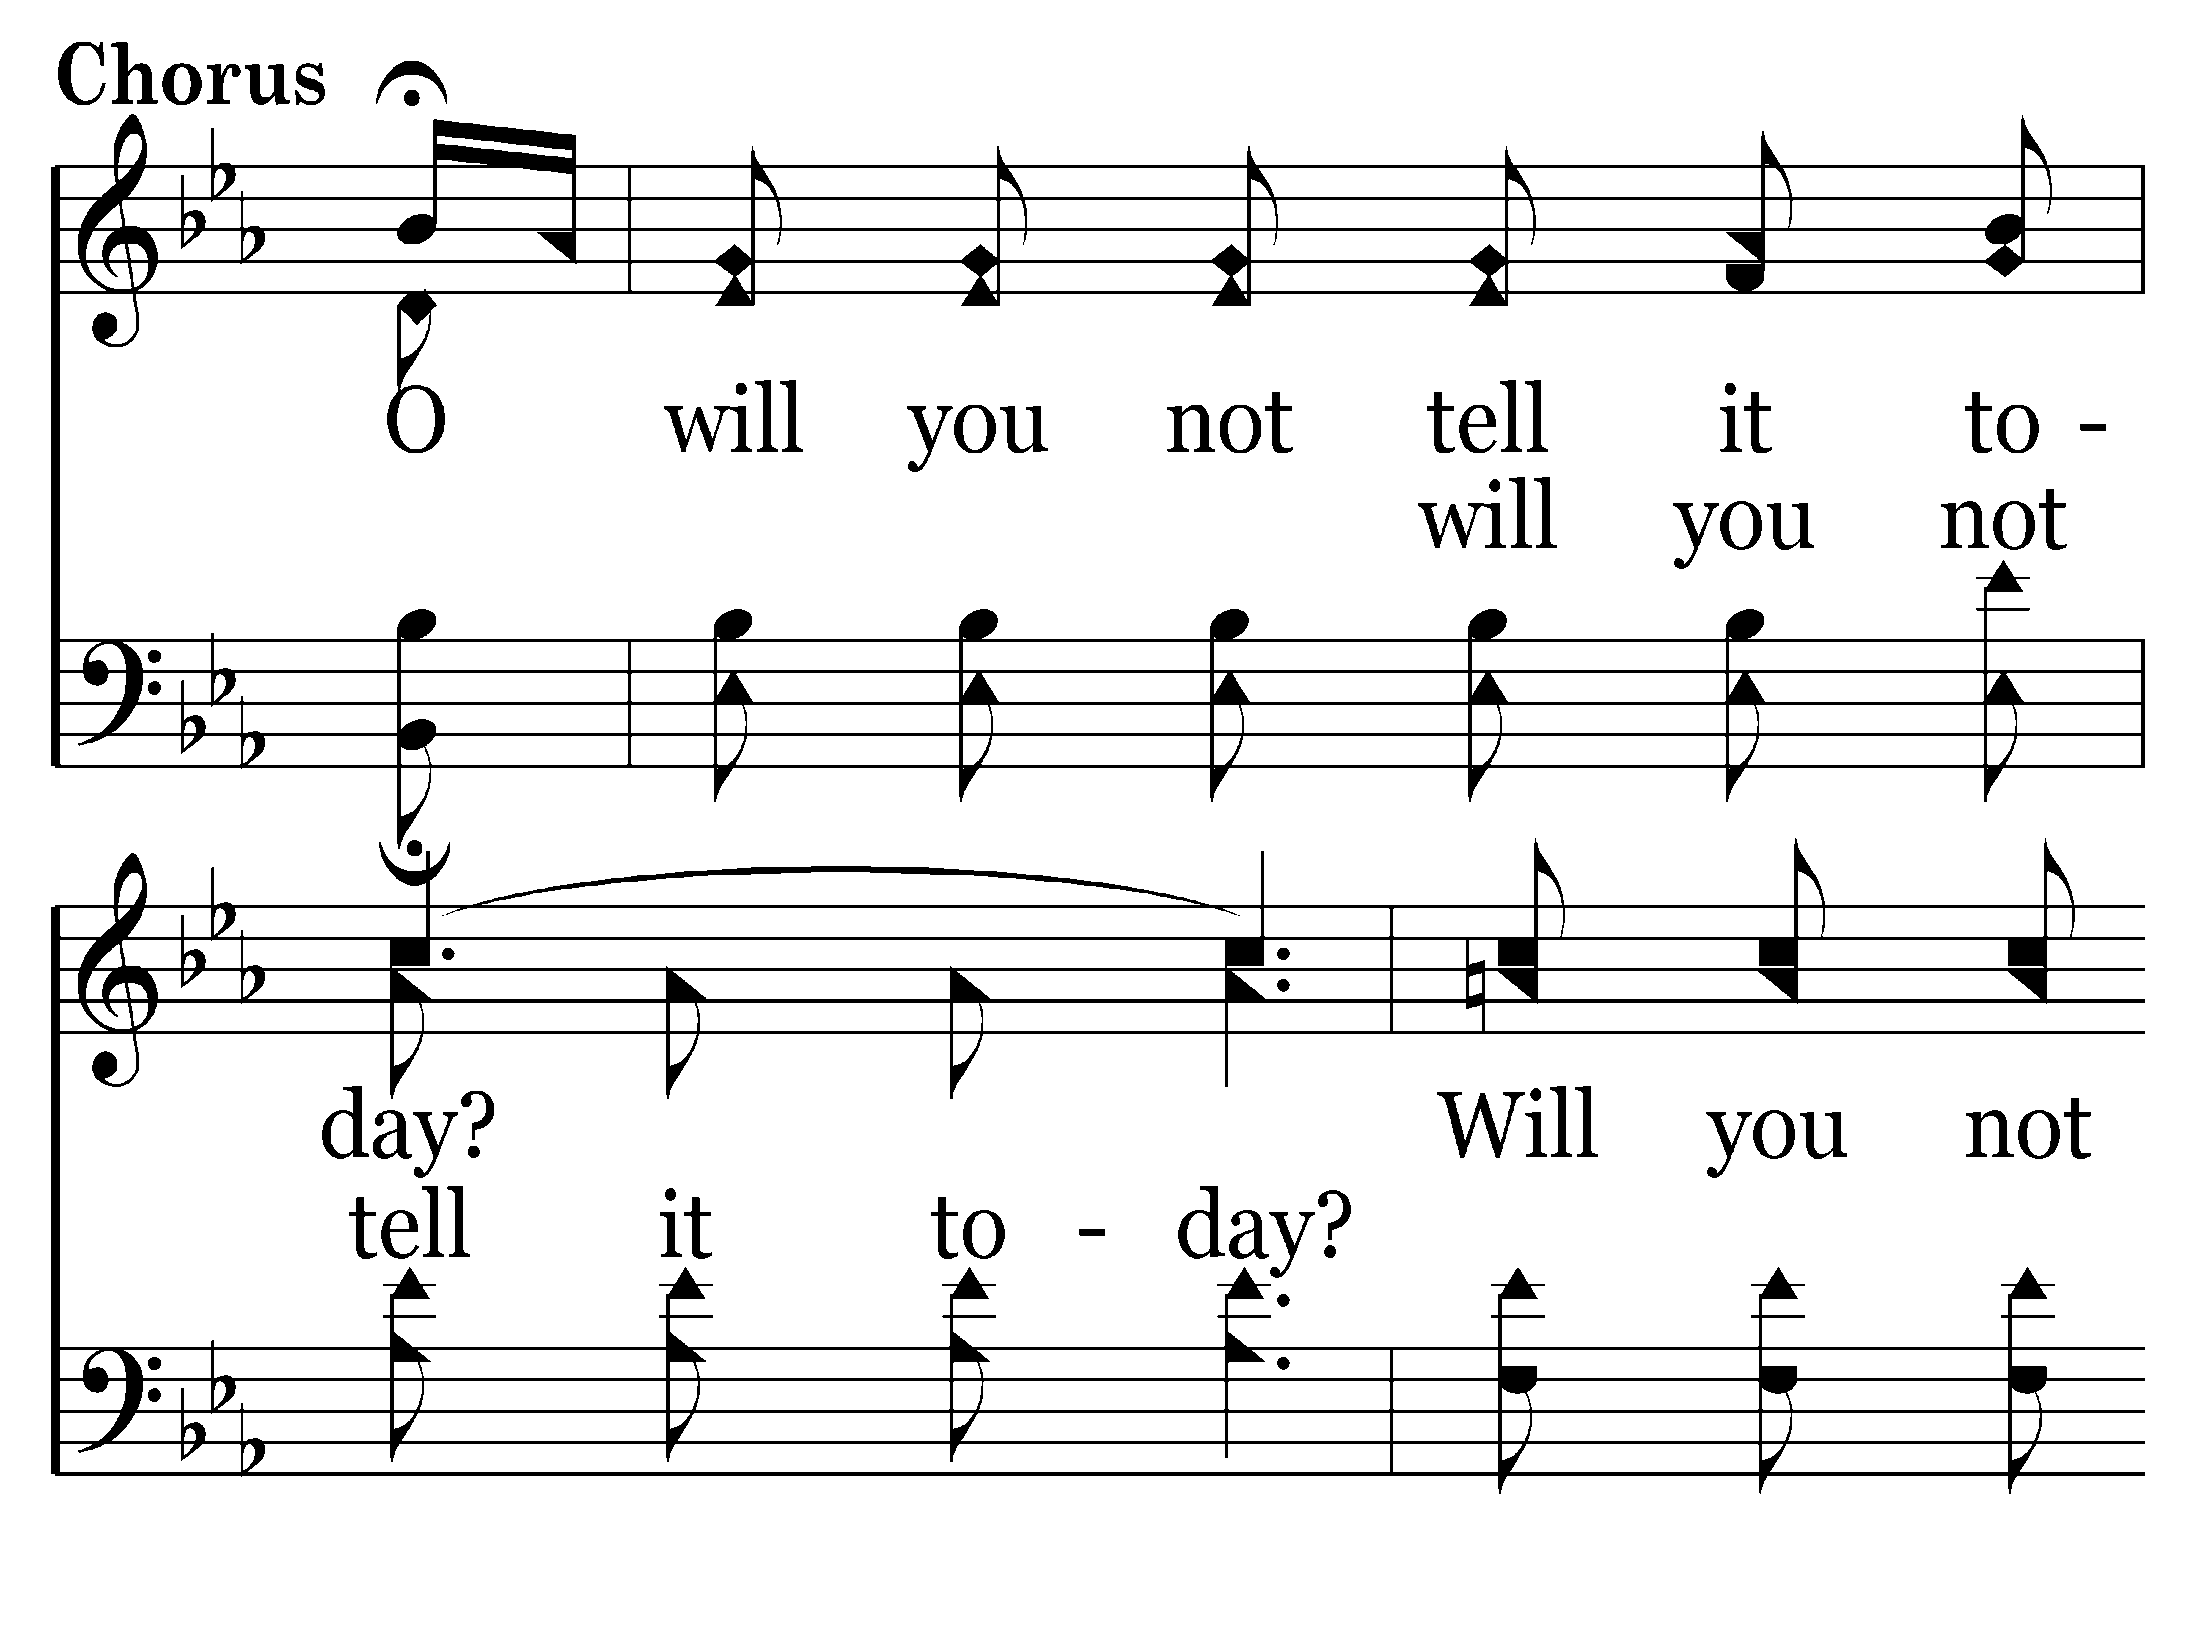 Chorus
O will you not tell it to -
will you not
day? Will you not
tell it to - day?